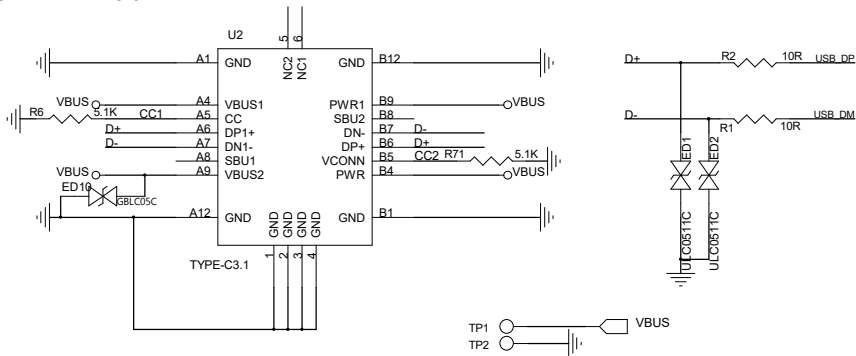 U2
5
6
NC2
NC1
A1 GND
GND B12
VBUS A4 VBUS1
PWR1 B9 VBUS
R6 5.1K CC1 A5 CC
SBU2 B8
D+ A6 DP1+
DN- B7 D-
D- A7 DN1-
DP+ B6 D+
A8 SBU1
VCONN B5 CC2 R71 5.1K
VBUS A9 VBUS2
PWR B4 VBUS
ED10
GBLC05C
A12 GND
GND B1
GND GND GND GND
1 2 3 4
TYPE-C3.1
D+ R2 10R USB_DP
D- R1 10R USB_DM
ED1
ED2
ULC0511C
ULC0511C
TP1 VBUS
TP2